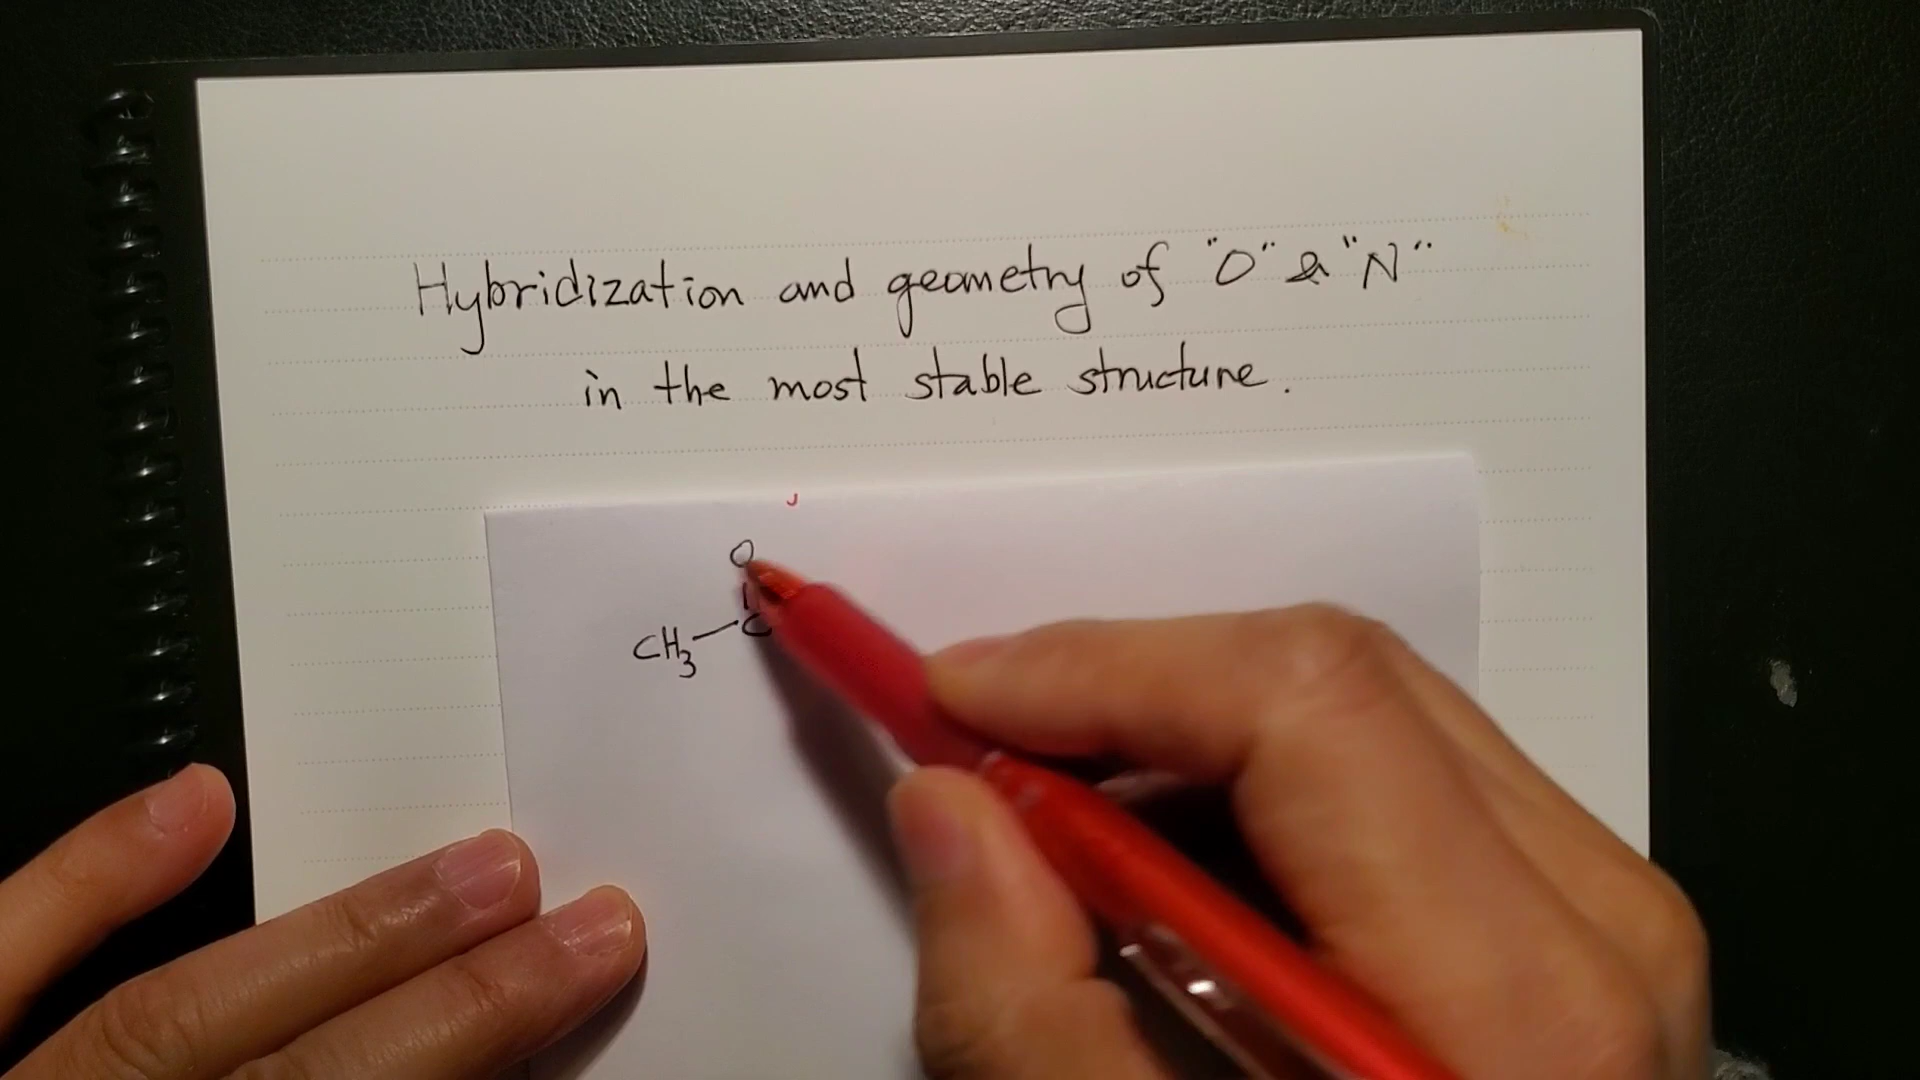 Hybridization and geometry of "O" & "N"
in the most stable structure.
O
CH3 C